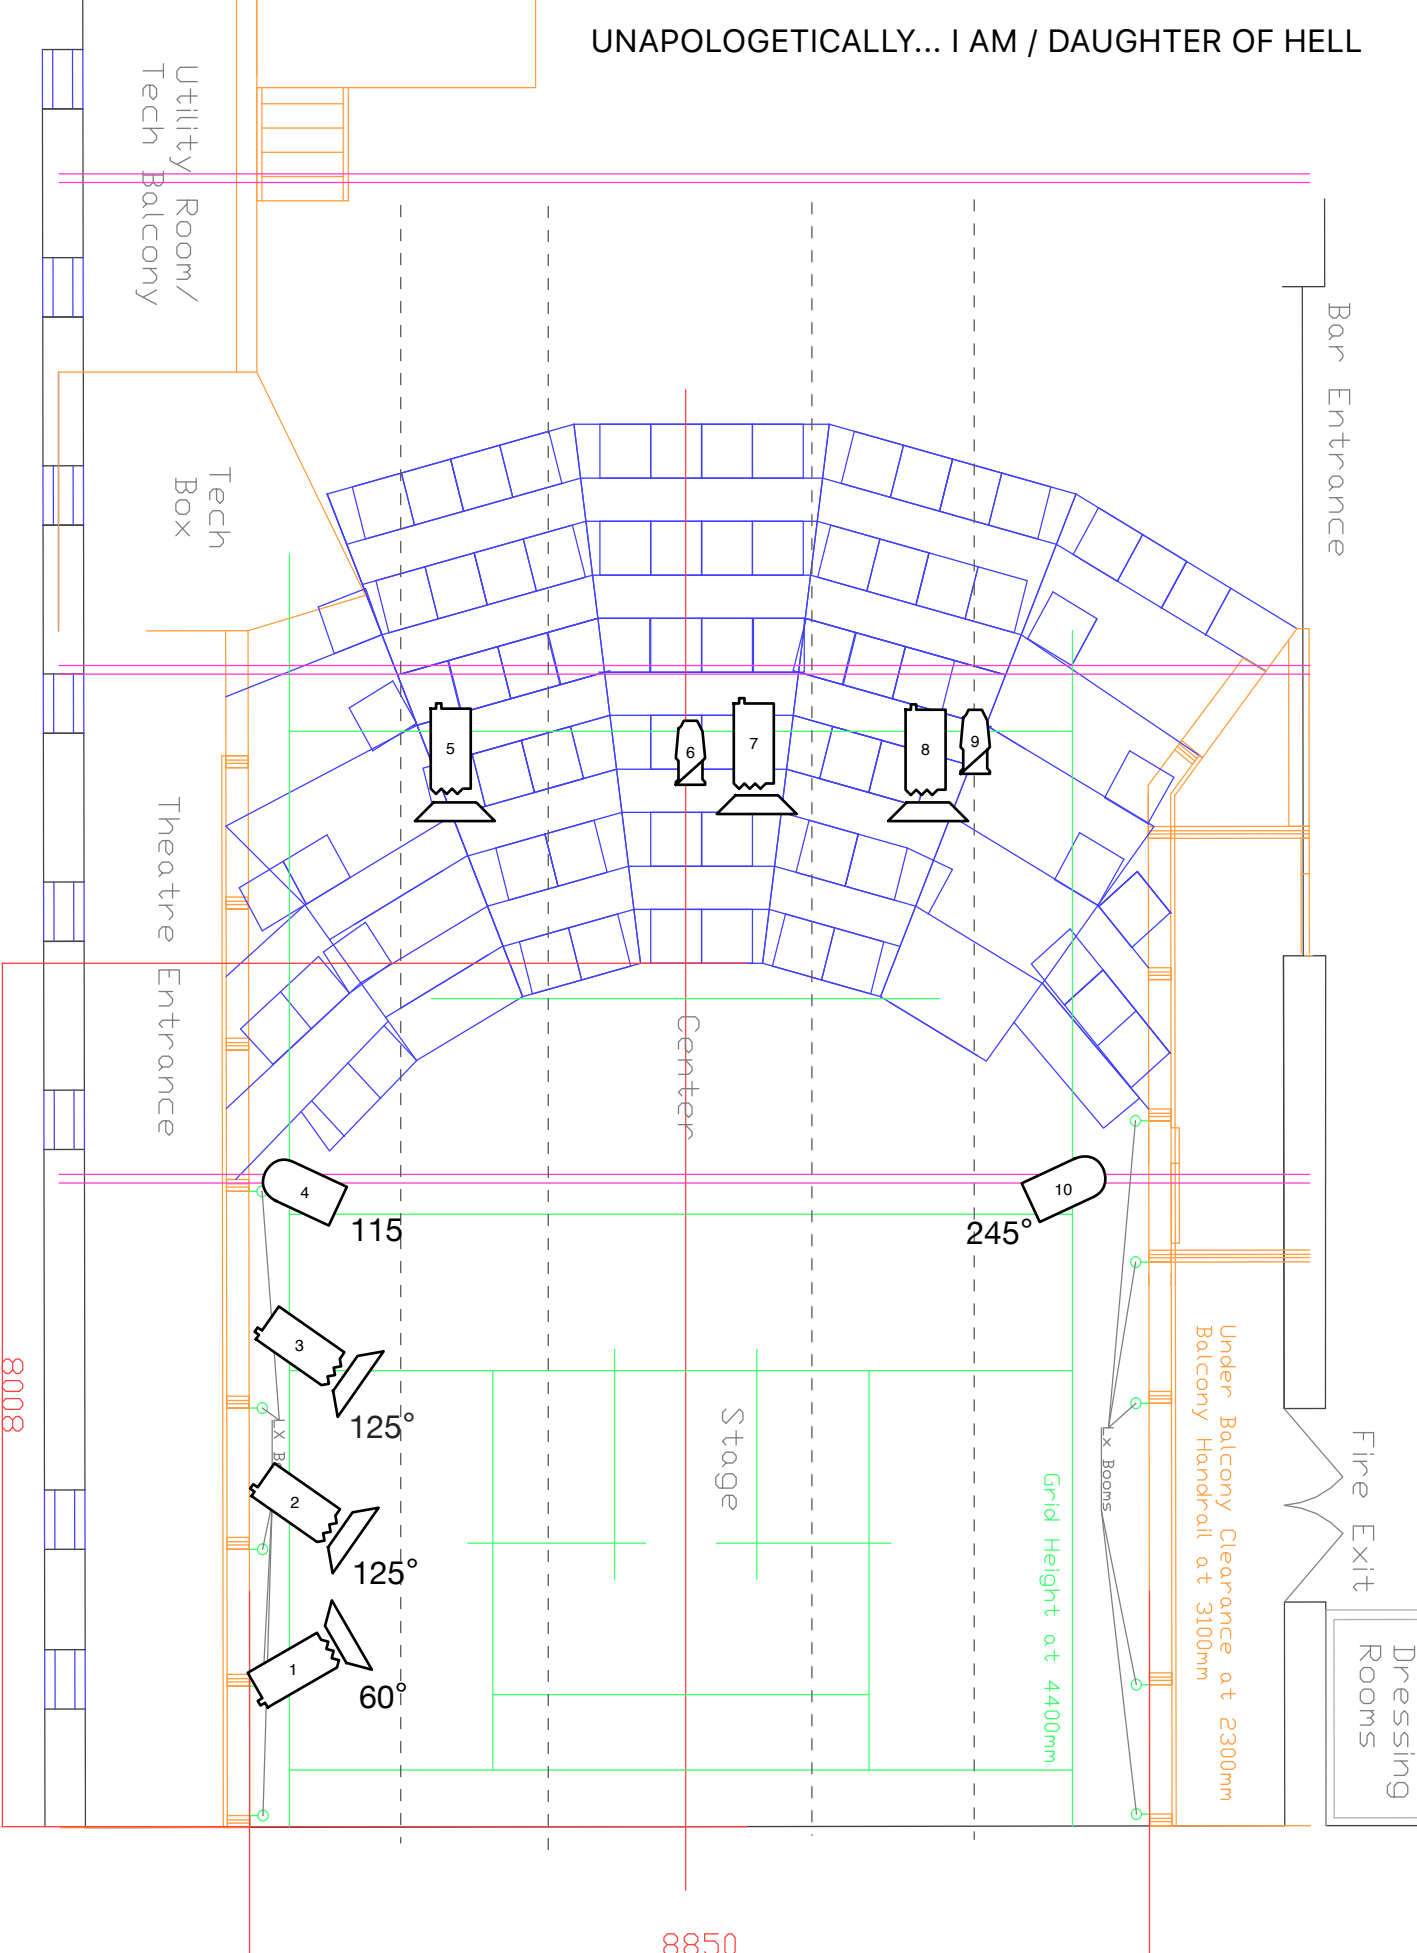 UNAPOLOGETICALLY... I AM / DAUGHTER OF HELL
Utility Room/
Tech Balcony
Bar Entrance
Tech
Box
5
6
7
8
9
Theatre Entrance
Center
4
115
10
245°
3
125°
8008
Lx B
Stage
Lx Booms
2
125°
1
60°
Grid Height at 4400mm
Under Balcony Clearance at 2300mm
Balcony Handrail at 3100mm
Fire Exit
Dressing
Rooms
8850